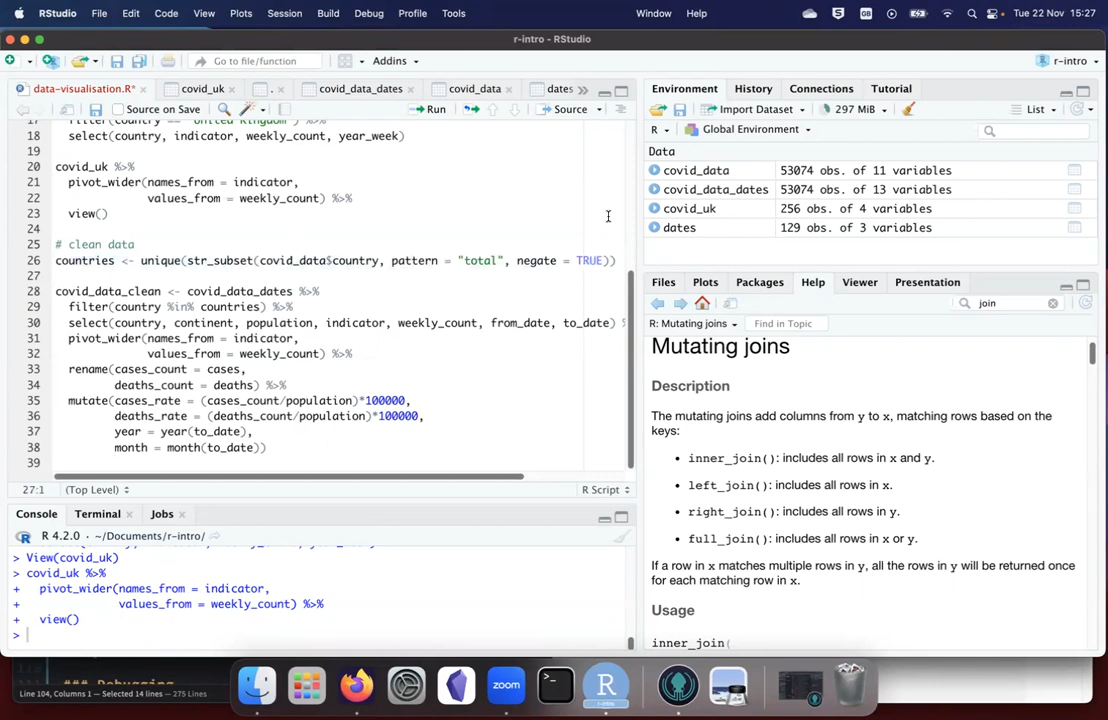 RStudio File Edit Code View Plots Session Build Debug Profile Tools Window Help GB Tue 22 Nov 15:27
r-intro - RStudio
Go to file/function Addins r-intro
data-visualisation.R* covid_uk . covid_data_dates covid_data dates
Source on Save Run Source
18 select(country, indicator, weekly_count, year_week)
19
20 covid_uk %>%
21 pivot_wider(names_from = indicator,
22 values_from = weekly_count) %>%
23 view()
24
25 # clean data
26 countries <- unique(str_subset(covid_data$country, pattern = "total", negate = TRUE))
27
28 covid_data_clean <- covid_data_dates %>%
29 filter(country %in% countries) %>%
30 select(country, continent, population, indicator, weekly_count, from_date, to_date) %
31 pivot_wider(names_from = indicator,
32 values_from = weekly_count) %>%
33 rename(cases_count = cases,
34 deaths_count = deaths) %>%
35 mutate(cases_rate = (cases_count/population)*100000,
36 deaths_rate = (deaths_count/population)*100000,
37 year = year(to_date),
38 month = month(to_date))
39
27:1 (Top Level) R Script
Console Terminal Jobs
R 4.2.0 · ~/Documents/r-intro/
> View(covid_uk)
> covid_uk %>%
+ pivot_wider(names_from = indicator,
+ values_from = weekly_count) %>%
+ view()
>
Environment History Connections Tutorial
Import Dataset 297 MiB List
R Global Environment
Data
covid_data 53074 obs. of 11 variables
covid_data_dates 53074 obs. of 13 variables
covid_uk 256 obs. of 4 variables
dates 129 obs. of 3 variables
Files Plots Packages Help Viewer Presentation
join
R: Mutating joins Find in Topic
Mutating joins
Description
The mutating joins add columns from y to x, matching rows based on the
keys:
• inner_join(): includes all rows in x and y.
• left_join(): includes all rows in x.
• right_join(): includes all rows in y.
• full_join(): includes all rows in x or y.
If a row in x matches multiple rows in y, all the rows in y will be returned once
for each matching row in x.
Usage
inner_join(
### Debugging
Line 104, Columns 1 — Selected 14 lines — 275 Lines
zoom
R
r-intro